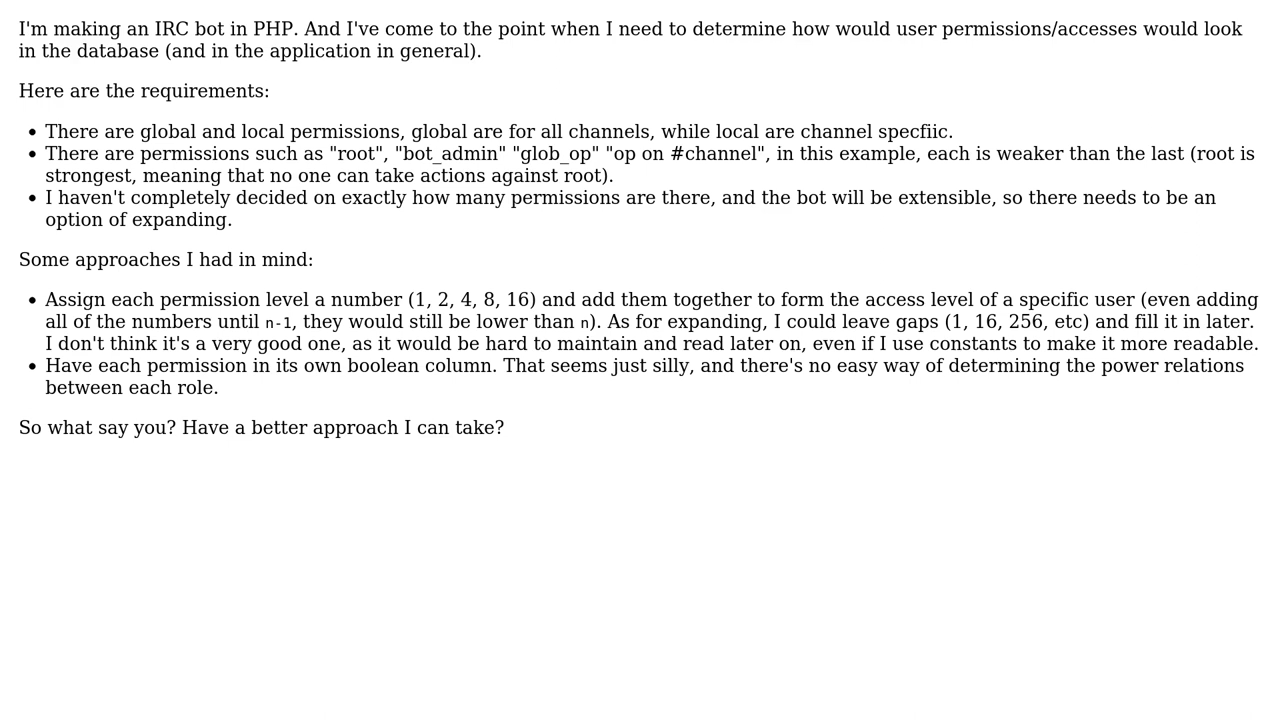 I'm making an IRC bot in PHP. And I've come to the point when I need to determine how would user permissions/accesses would look
in the database (and in the application in general).
Here are the requirements:
• There are global and local permissions, global are for all channels, while local are channel specfiic.
• There are permissions such as "root", "bot_admin" "glob_op" "op on #channel", in this example, each is weaker than the last (root is
strongest, meaning that no one can take actions against root).
• I haven't completely decided on exactly how many permissions are there, and the bot will be extensible, so there needs to be an
option of expanding.
Some approaches I had in mind:
• Assign each permission level a number (1, 2, 4, 8, 16) and add them together to form the access level of a specific user (even adding
all of the numbers until n-1, they would still be lower than n). As for expanding, I could leave gaps (1, 16, 256, etc) and fill it in later.
I don't think it's a very good one, as it would be hard to maintain and read later on, even if I use constants to make it more readable.
• Have each permission in its own boolean column. That seems just silly, and there's no easy way of determining the power relations
between each role.
So what say you? Have a better approach I can take?